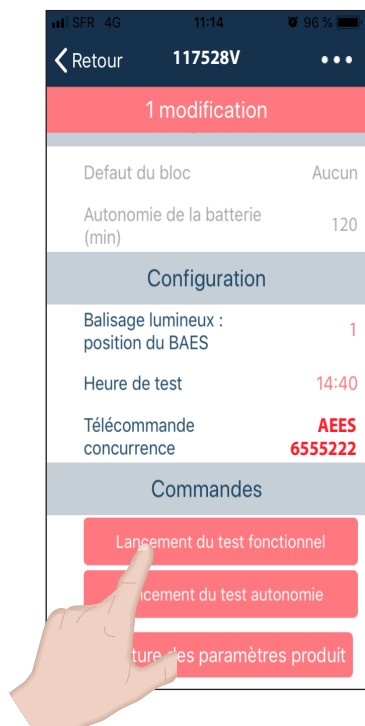 SFR 4G 11:14 96 %
Retour 117528V
1 modification
Defaut du bloc Aucun
Autonomie de la batterie
(min) 120
Configuration
Balisage lumineux :
position du BAES 1
Heure de test 14:40
Télécommande AEES
concurrence 6555222
Commandes
Lancement du test fonctionnel
cement du test autonomie
ture des paramètres produit